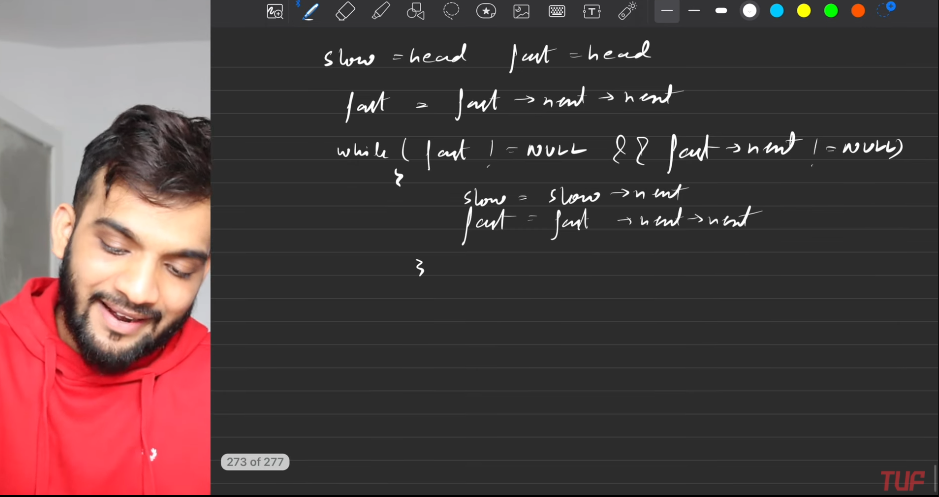 slow = head fast = head
fast = fast → next → next
while ( fast != NULL && fast → next != NULL)
{
slow = slow → next
fast = fast → next → next
}
273 of 277
TUF